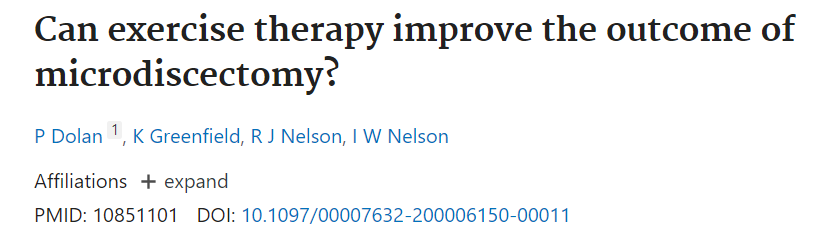 Can exercise therapy improve the outcome of
microdiscectomy?
P Dolan 1, K Greenfield, R J Nelson, I W Nelson
Affiliations + expand
PMID: 10851101 DOI: 10.1097/00007632-200006150-00011